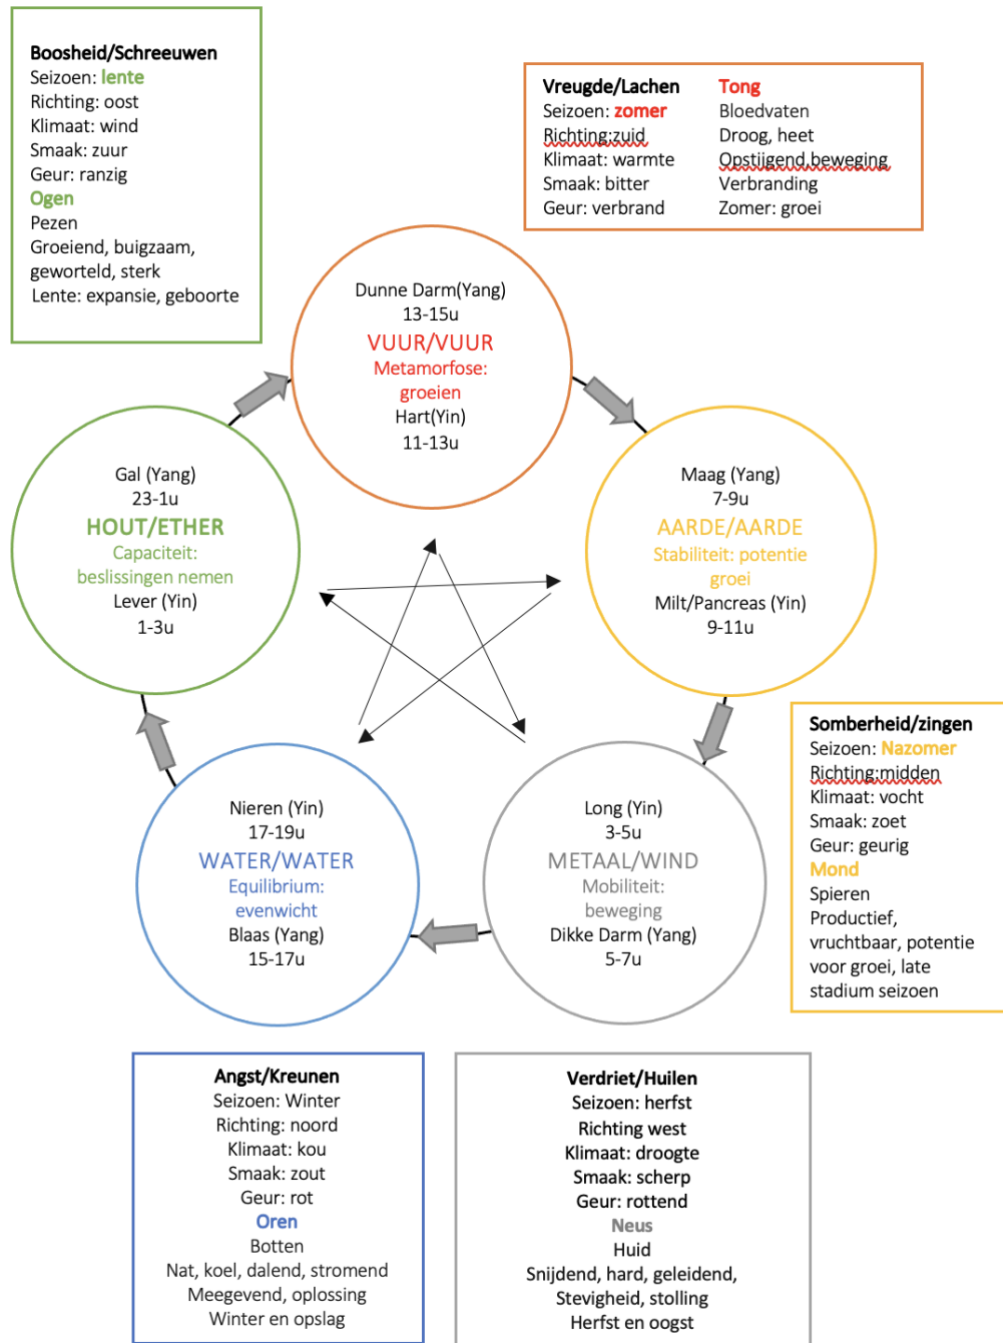 Boosheid/Schreeuwen
Seizoen: lente
Richting: oost
Klimaat: wind
Smaak: zuur
Geur: ranzig
Ogen
Pezen
Groeiend, buigzaam,
geworteld, sterk
Lente: expansie, geboorte
Vreugde/Lachen
Seizoen: zomer
Richting;zuid
Klimaat: warmte
Smaak: bitter
Geur: verbrand
Tong
Bloedvaten
Droog, heet
Opstijgend,beweging
Verbranding
Zomer: groei
Dunne Darm(Yang)
13-15u
VUUR/VUUR
Metamorfose:
groeien
Hart(Yin)
11-13u
Gal (Yang)
23-1u
HOUT/ETHER
Capaciteit:
beslissingen nemen
Lever (Yin)
1-3u
Maag (Yang)
7-9u
AARDE/AARDE
Stabiliteit: potentie
groei
Milt/Pancreas (Yin)
9-11u
Somberheid/zingen
Seizoen: Nazomer
Richting;midden
Klimaat: vocht
Smaak: zoet
Geur: geurig
Mond
Spieren
Productief,
vruchtbaar, potentie
voor groei, late
stadium seizoen
Nieren (Yin)
17-19u
WATER/WATER
Equilibrium:
evenwicht
Blaas (Yang)
15-17u
Long (Yin)
3-5u
METAAL/WIND
Mobiliteit:
beweging
Dikke Darm (Yang)
5-7u
Angst/Kreunen
Seizoen: Winter
Richting: noord
Klimaat: kou
Smaak: zout
Geur: rot
Oren
Botten
Nat, koel, dalend, stromend
Meegevend, oplossing
Winter en opslag
Verdriet/Huilen
Seizoen: herfst
Richting west
Klimaat: droogte
Smaak: scherp
Geur: rottend
Neus
Huid
Snijdend, hard, geleidend,
Stevigheid, stolling
Herfst en oogst